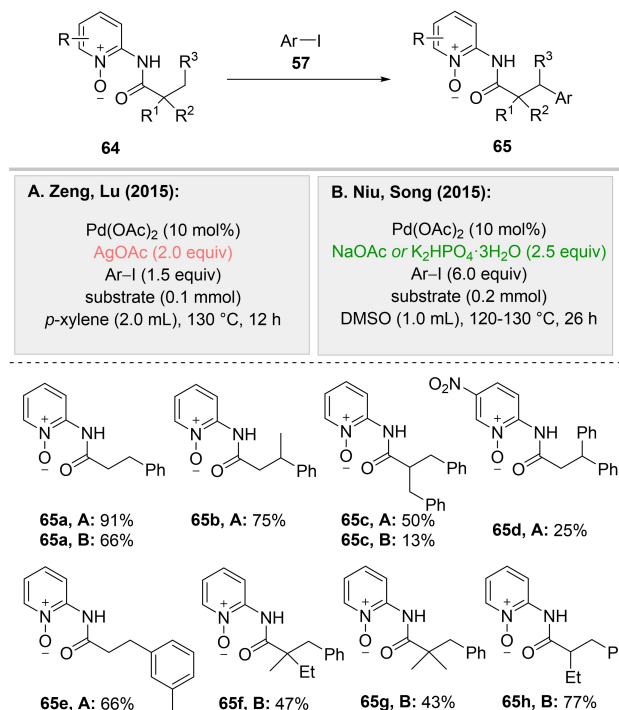 R
N
+
O
−
NH
O
R³
R¹ R²
64
Ar—I
57
R
N
+
O
−
NH
O
R³
Ar
R¹ R²
65
A. Zeng, Lu (2015):
Pd(OAc)₂ (10 mol%)
AgOAc (2.0 equiv)
Ar–I (1.5 equiv)
substrate (0.1 mmol)
p-xylene (2.0 mL), 130 °C, 12 h
B. Niu, Song (2015):
Pd(OAc)₂ (10 mol%)
NaOAc or K₂HPO₄·3H₂O (2.5 equiv)
Ar–I (6.0 equiv)
substrate (0.2 mmol)
DMSO (1.0 mL), 120-130 °C, 26 h
N
+
O
−
NH
O
Ph
65a, A: 91%
65a, B: 66%
N
+
O
−
NH
O
Ph
65b, A: 75%
N
+
O
−
NH
O
Ph
Ph
65c, A: 50%
65c, B: 13%
O₂N
N
+
O
−
NH
O
Ph
Ph
65d, A: 25%
N
+
O
−
NH
O
65e, A: 66%
N
+
O
−
NH
O
Ph
Et
65f, B: 47%
N
+
O
−
NH
O
Ph
65g, B: 43%
N
+
O
−
NH
O
Et
65h, B: 77%